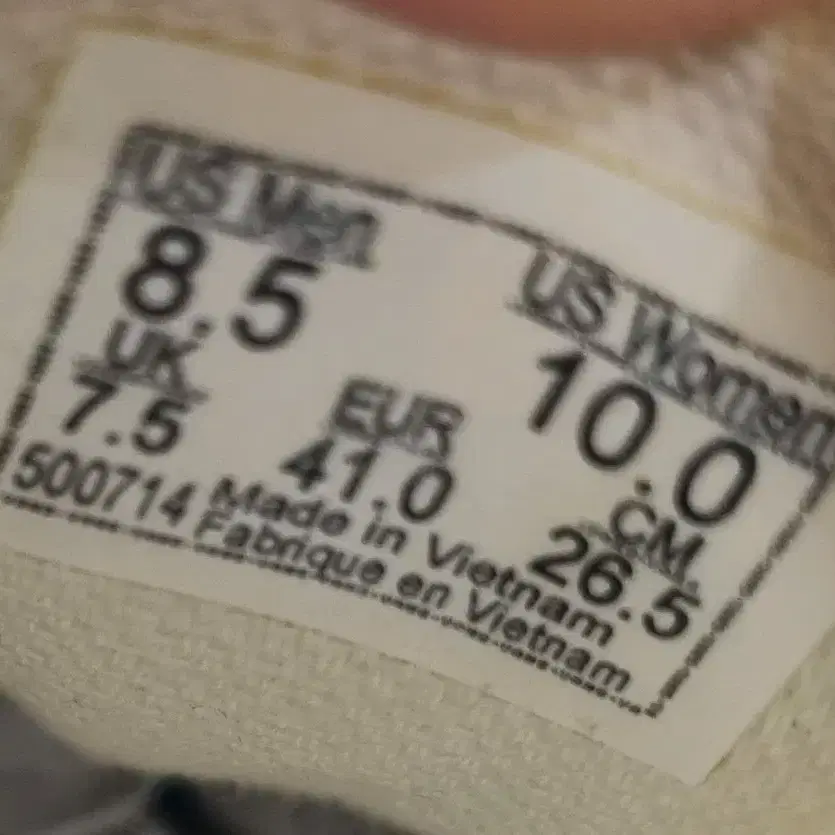 US Men
8.5
US Women
10.0
UK
7.5
EUR
41.0
CM
26.5
500714
Made in Vietnam
Fabrique en Vietnam